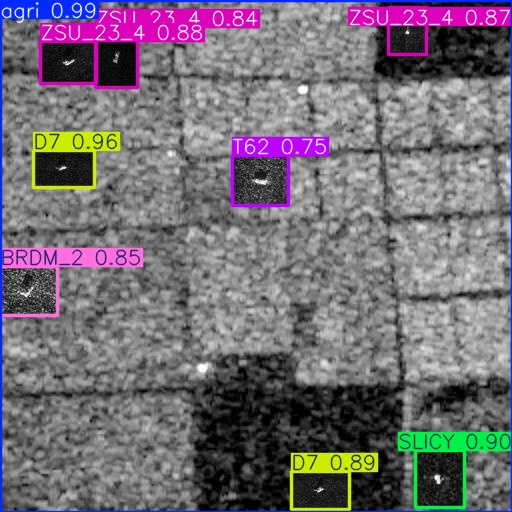 agri 0.99
ZSU_23_4 0.84
ZSU_23_4 0.87
ZSU_23_4 0.88
D7 0.96
T62 0.75
BRDM_2 0.85
SLICY 0.90
D7 0.89